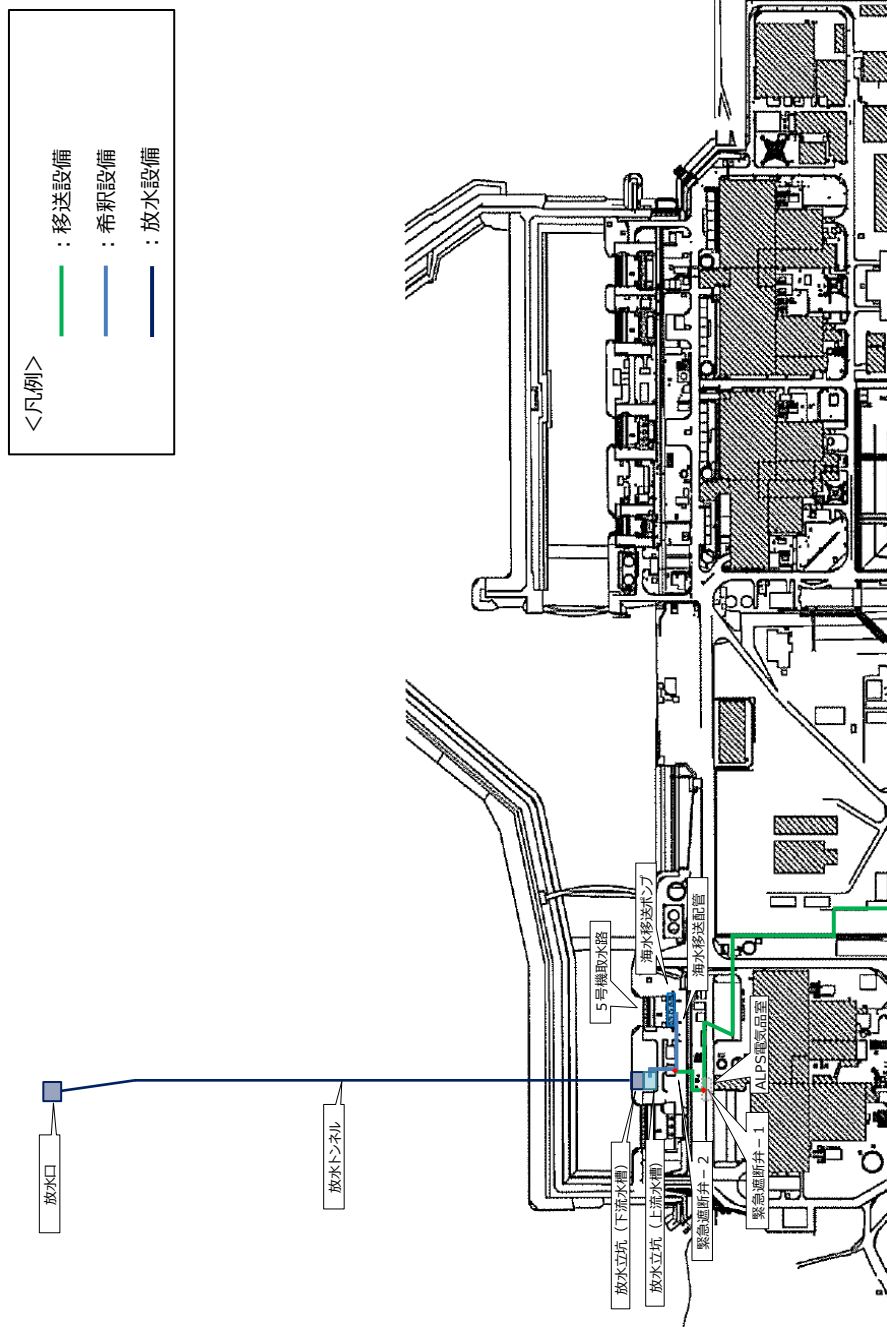 <凡例>
：移送設備
：希釈設備
：放水設備
放水口
放水トンネル
放水立坑（下流水槽）
放水立坑（上流水槽）
緊急遮断弁－２
緊急遮断弁－１
ALPS電気品室
5号機取水路
海水移送ポンプ
海水移送配管